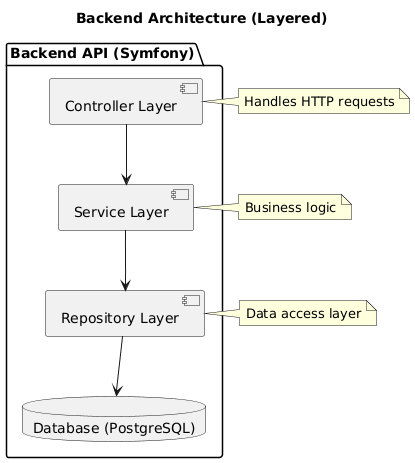 Backend Architecture (Layered)
Backend API (Symfony)
Controller Layer
Handles HTTP requests
Service Layer
Business logic
Repository Layer
Data access layer
Database (PostgreSQL)